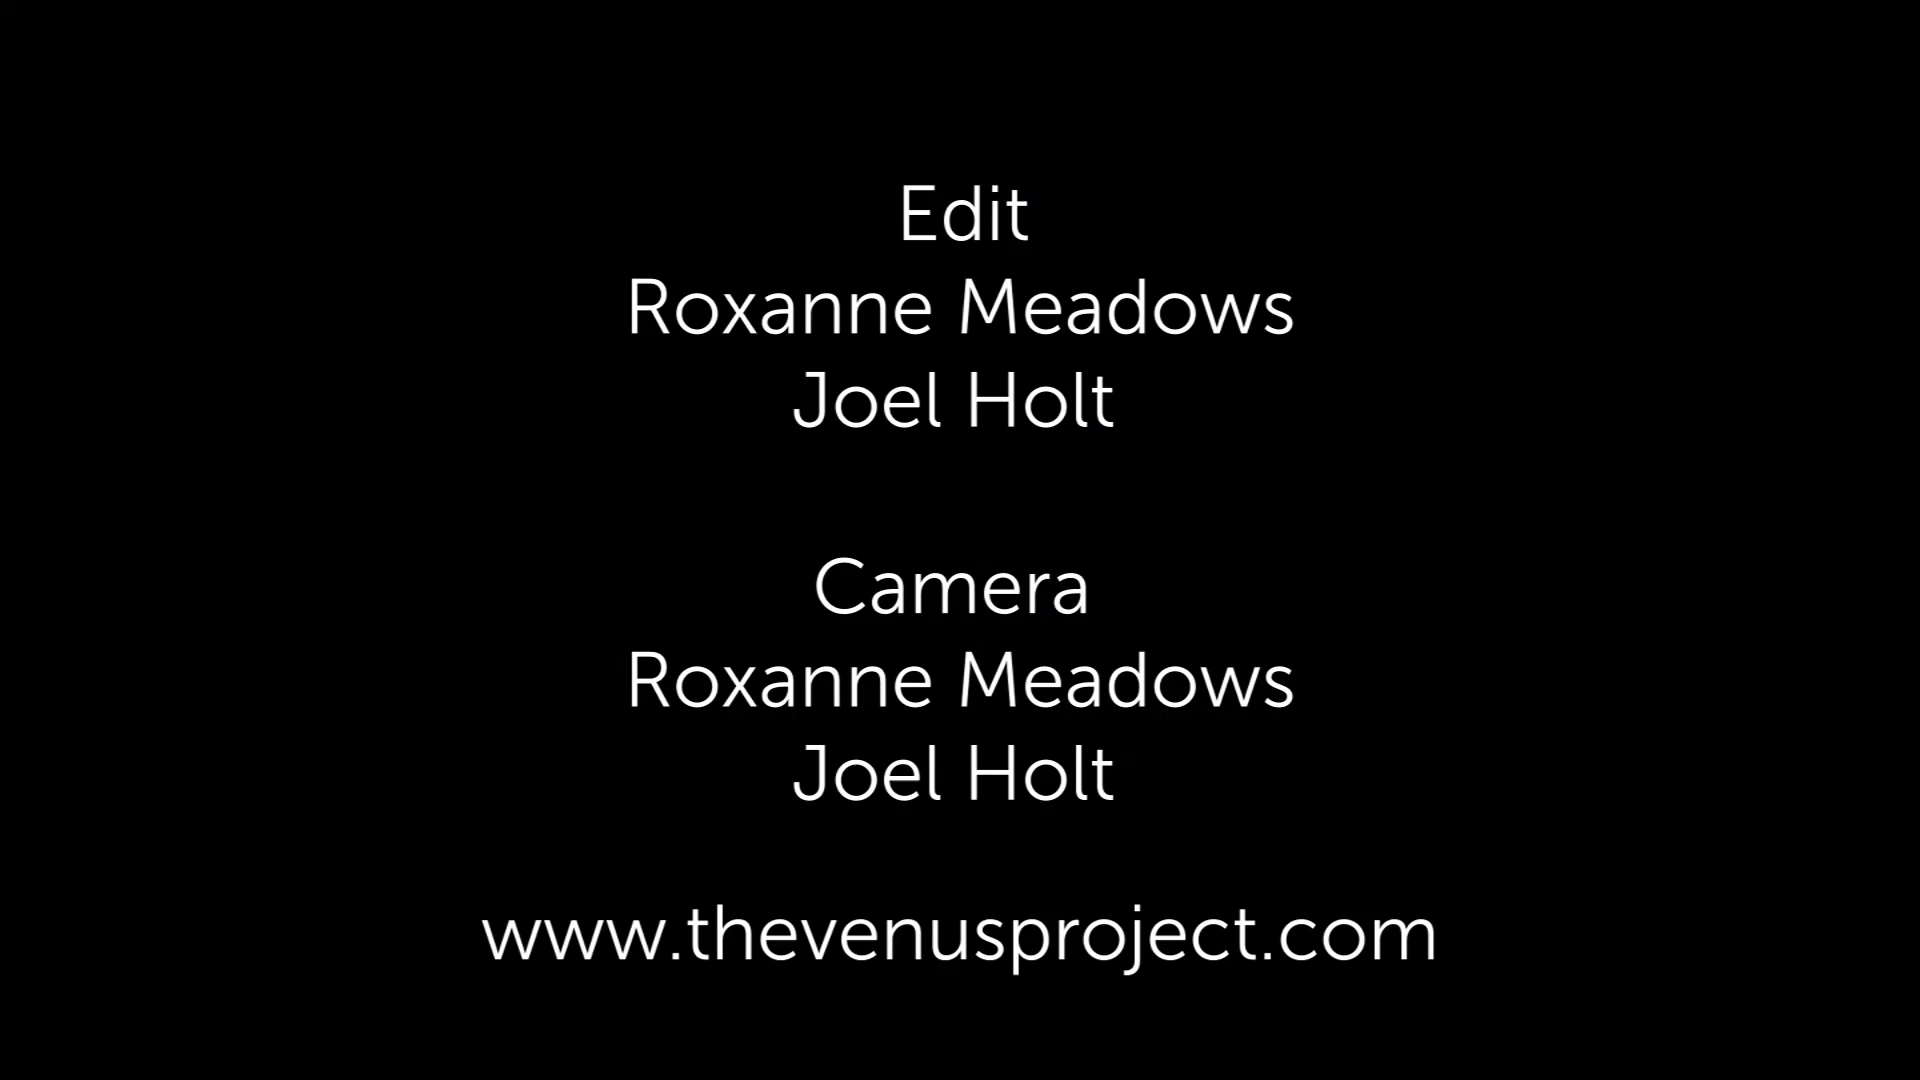 Edit
Roxanne Meadows
Joel Holt
Camera
Roxanne Meadows
Joel Holt
www.thevenusproject.com